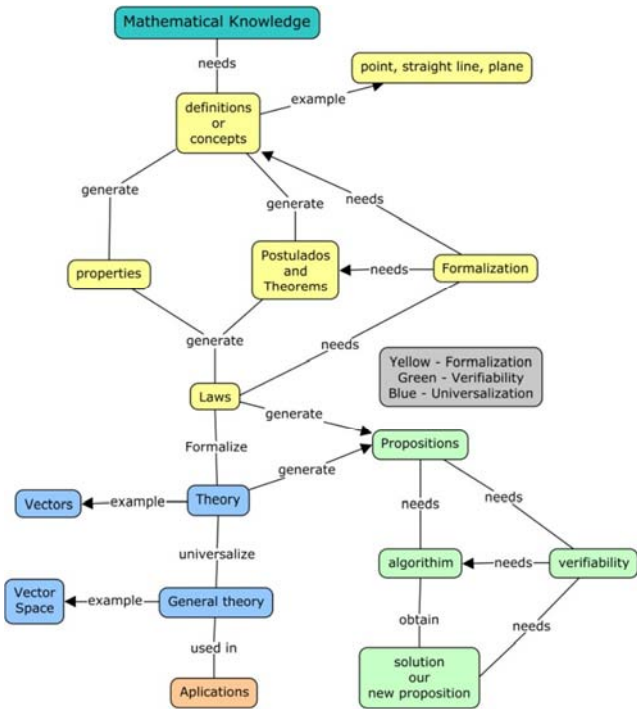 Mathematical Knowledge
needs
point, straight line, plane
example
definitions
or
concepts
generate
generate
needs
properties
Postulados
and
Theorems
needs
Formalization
generate
needs
Yellow - Formalization
Green - Verifiability
Blue - Universalization
Laws
generate
Propositions
Formalize
generate
Vectors
example
Theory
needs
needs
universalize
algorithim
needs
verifiability
Vector
Space
example
General theory
obtain
needs
used in
solution
our
new proposition
Aplications